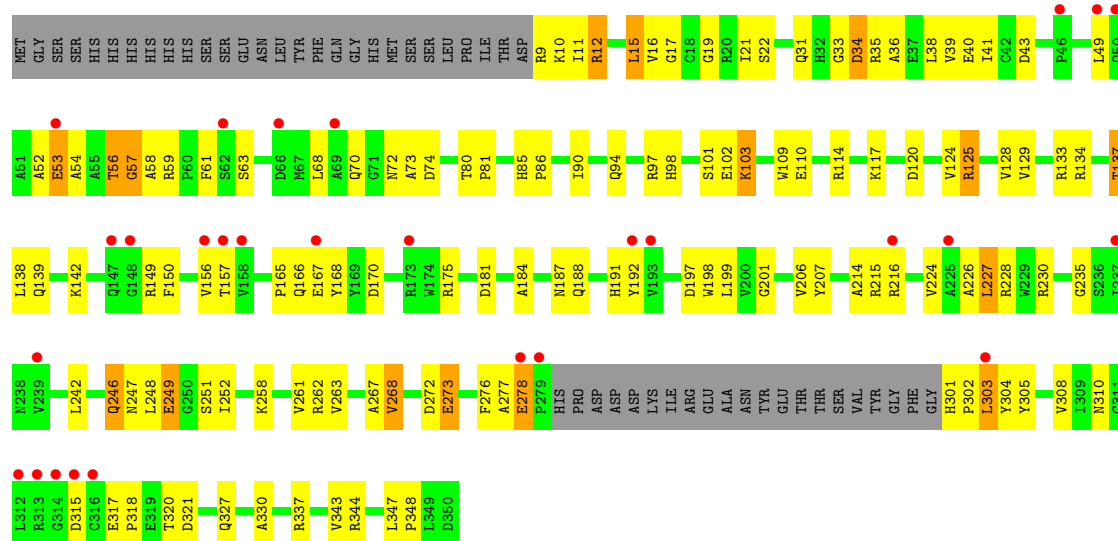 MET GLY SER SER HIS HIS HIS HIS HIS HIS SER SER GLU ASN LEU TYR PHE GLN GLY HIS MET SER SER LEU PRO ILE THR ASP R9 K10 I11 R12 L15 V16 G17 C18 G19 R20 I21 S22 Q31 H32 G33 D34 R35 A36 E37 L38 V39 E40 I41 C42 D43 P46 L49 Q50
A51 A52 E53 A54 A55 T56 G57 A58 R59 P60 F61 S62 S63 D66 M67 L68 A69 Q70 G71 N72 A73 D74 T80 P81 H85 P86 I90 Q94 R97 H98 S101 E102 K103 W109 E110 R114 K117 D120 V124 R125 V128 V129 R133 R134 T137
L138 Q139 K142 Q147 G148 R149 F150 V156 T157 V158 P165 Q166 E167 Y168 Y169 D170 R173 W174 R175 D181 A184 N187 Q188 H191 Y192 V193 D197 W198 L199 V200 G201 V206 Y207 A214 R215 R216 V224 A225 A226 L227 R228 W229 R230 G235 S236 I237
N238 V239 L242 Q246 N247 L248 E249 G250 S251 I252 K258 V261 R262 V263 A267 V268 D272 E273 F276 A277 E278 P279 HIS PRO ASP ASP ASP LYS ILE ARG GLU ALA ASN TYR GLU THR THR SER VAL TYR GLY PHE GLY H301 P302 L303 Y304 Y305 V308 I309 N310 C311
L312 R313 G314 D315 C316 E317 P318 E319 T320 D321 Q327 A330 R337 V343 R344 L347 P348 L349 D350